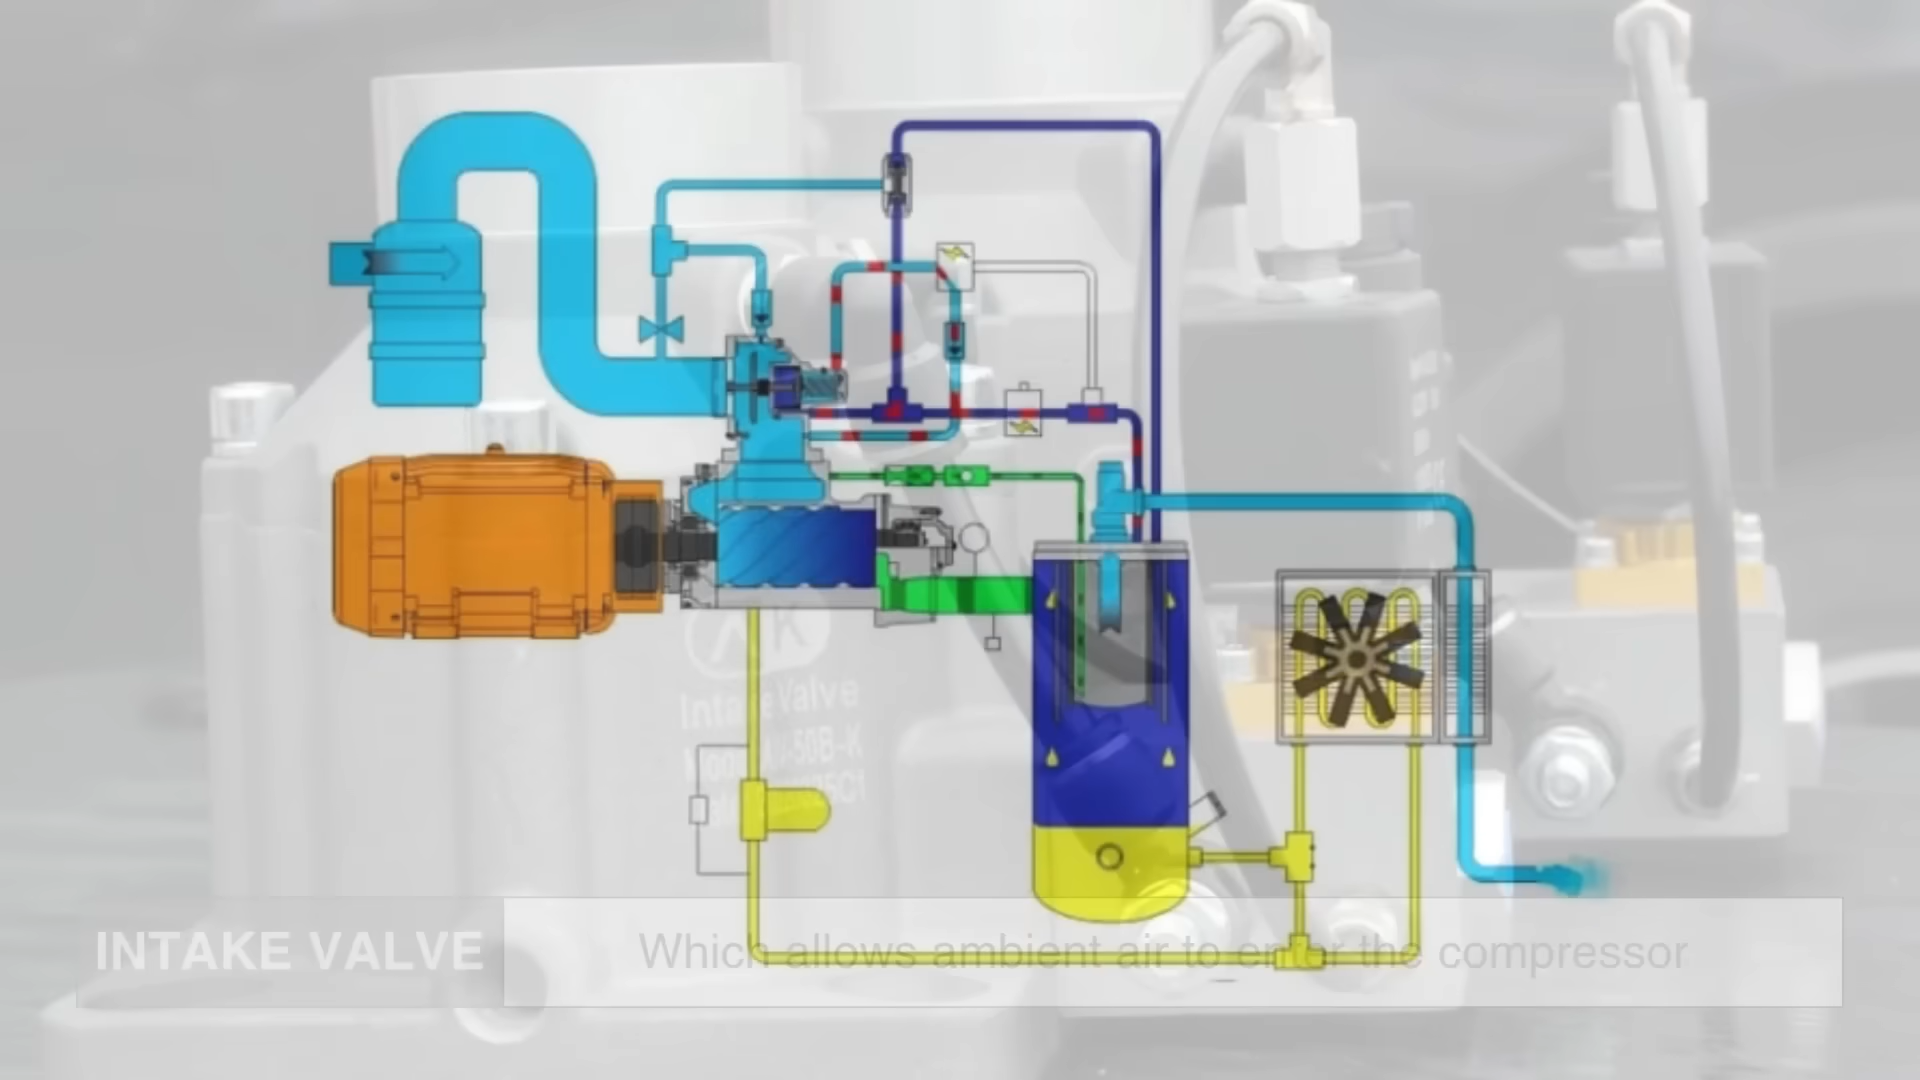 Intake Valve
INTAKE VALVE
Which allows ambient air to enter the compressor